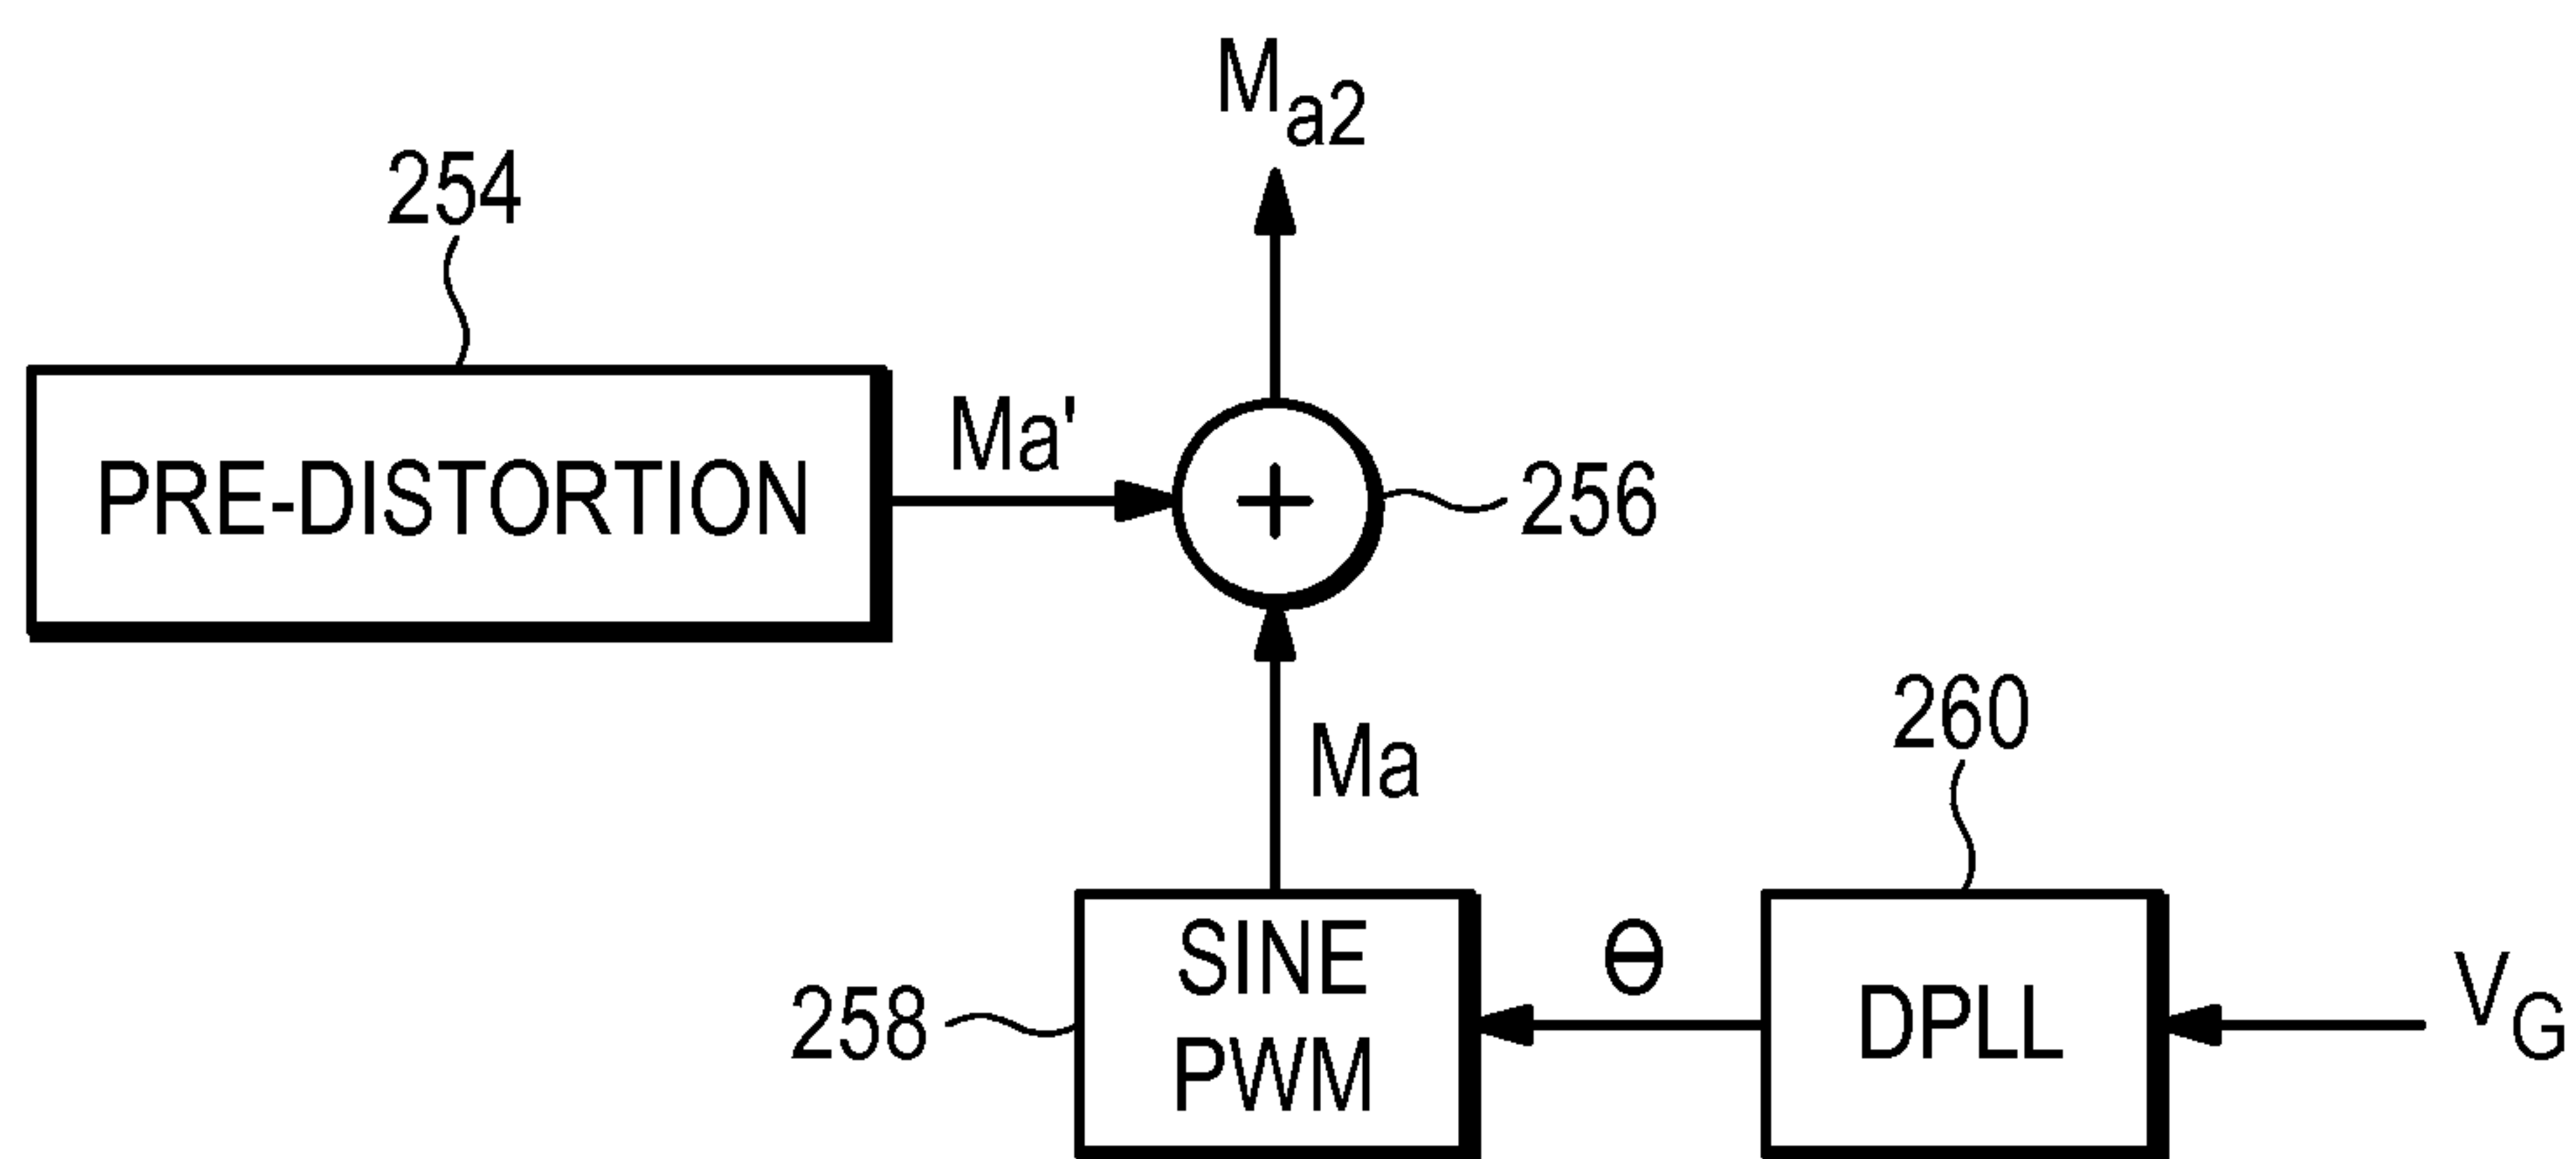 Ma2
254
Ma'
PRE-DISTORTION
256
260
Ma
SINE
PWM
θ
DPLL
VG
258